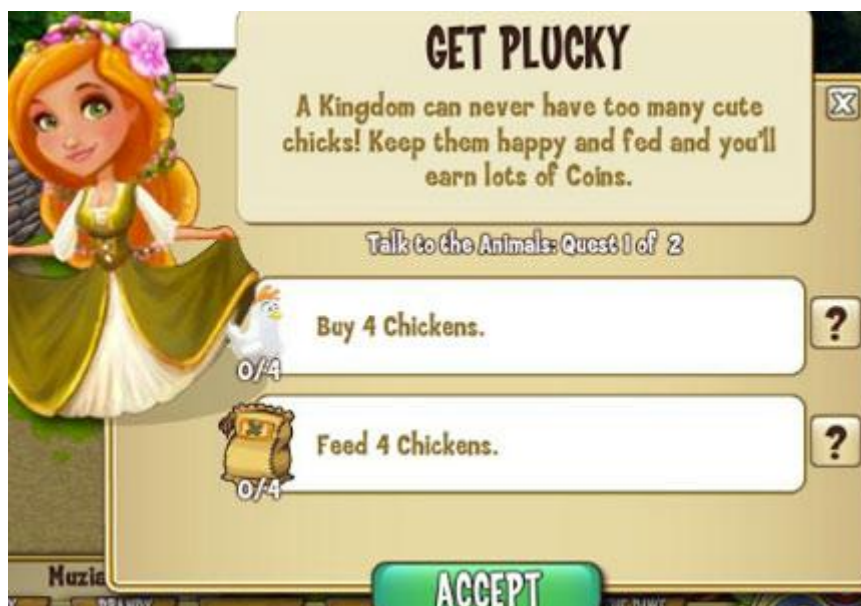 GET PLUCKY
A Kingdom can never have too many cute
chicks! Keep them happy and fed and you'll
earn lots of Coins.
Talk to the Animals: Quest 1 of 2
Buy 4 Chickens.
?
0/4
Feed 4 Chickens.
?
0/4
Muzia
ACCEPT